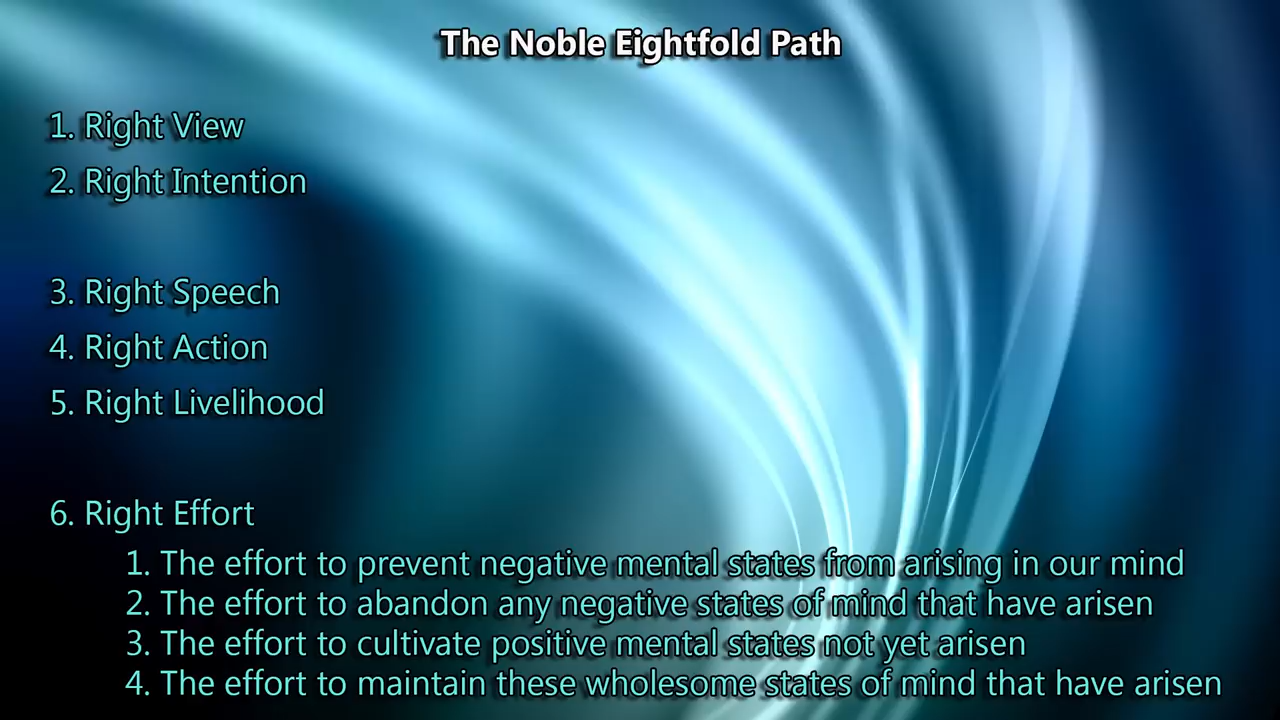 The Noble Eightfold Path
1. Right View
2. Right Intention
3. Right Speech
4. Right Action
5. Right Livelihood
6. Right Effort
1. The effort to prevent negative mental states from arising in our mind
2. The effort to abandon any negative states of mind that have arisen
3. The effort to cultivate positive mental states not yet arisen
4. The effort to maintain these wholesome states of mind that have arisen